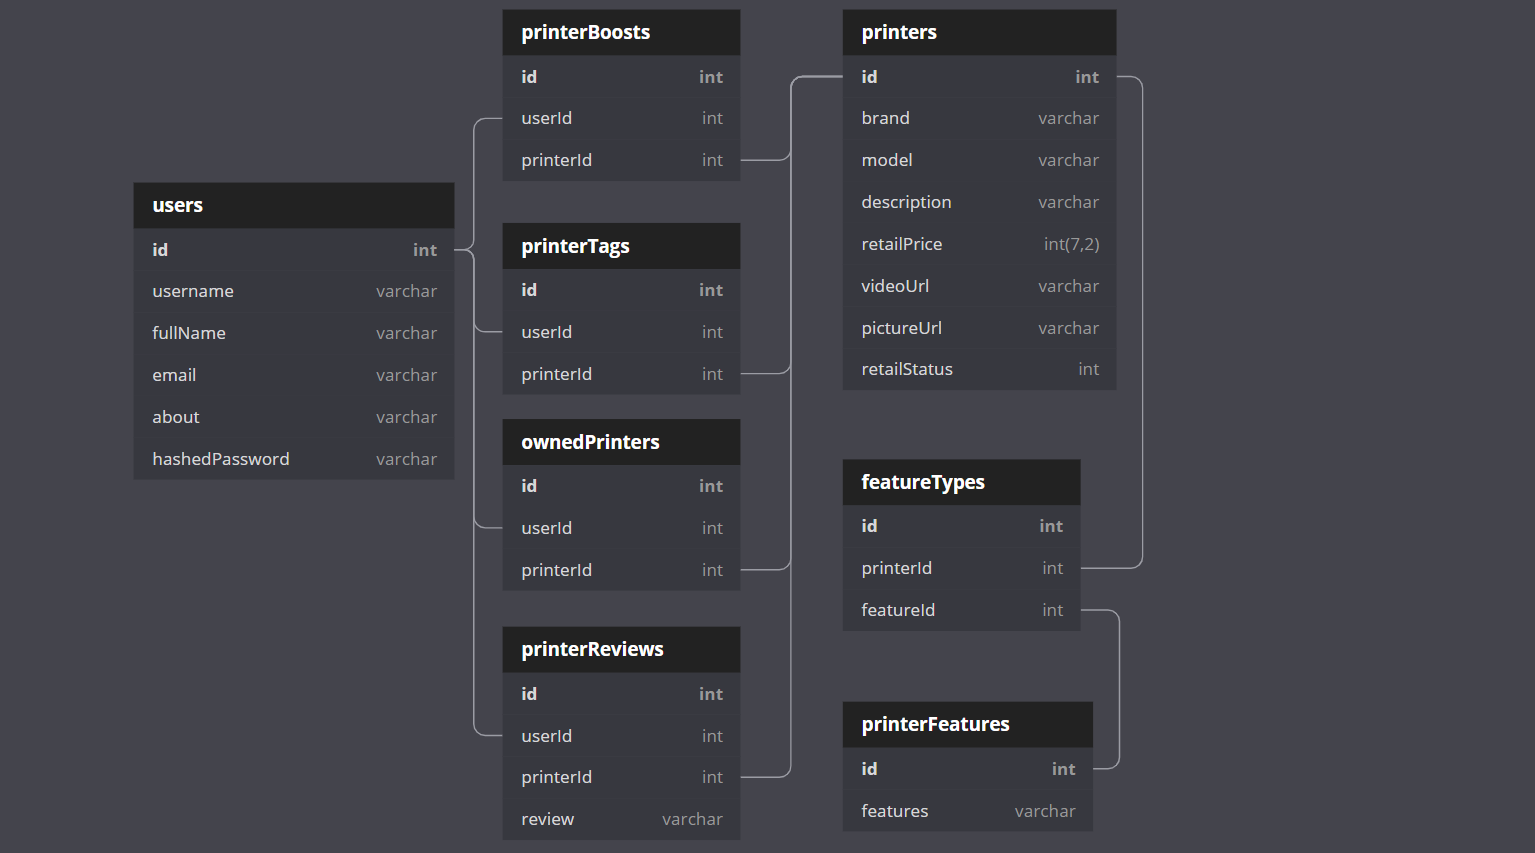 users
id int
username varchar
fullName varchar
email varchar
about varchar
hashedPassword varchar
printerBoosts
id int
userId int
printerId int
printerTags
id int
userId int
printerId int
ownedPrinters
id int
userId int
printerId int
printerReviews
id int
userId int
printerId int
review varchar
printers
id int
brand varchar
model varchar
description varchar
retailPrice int(7,2)
videoUrl varchar
pictureUrl varchar
retailStatus int
featureTypes
id int
printerId int
featureId int
printerFeatures
id int
features varchar